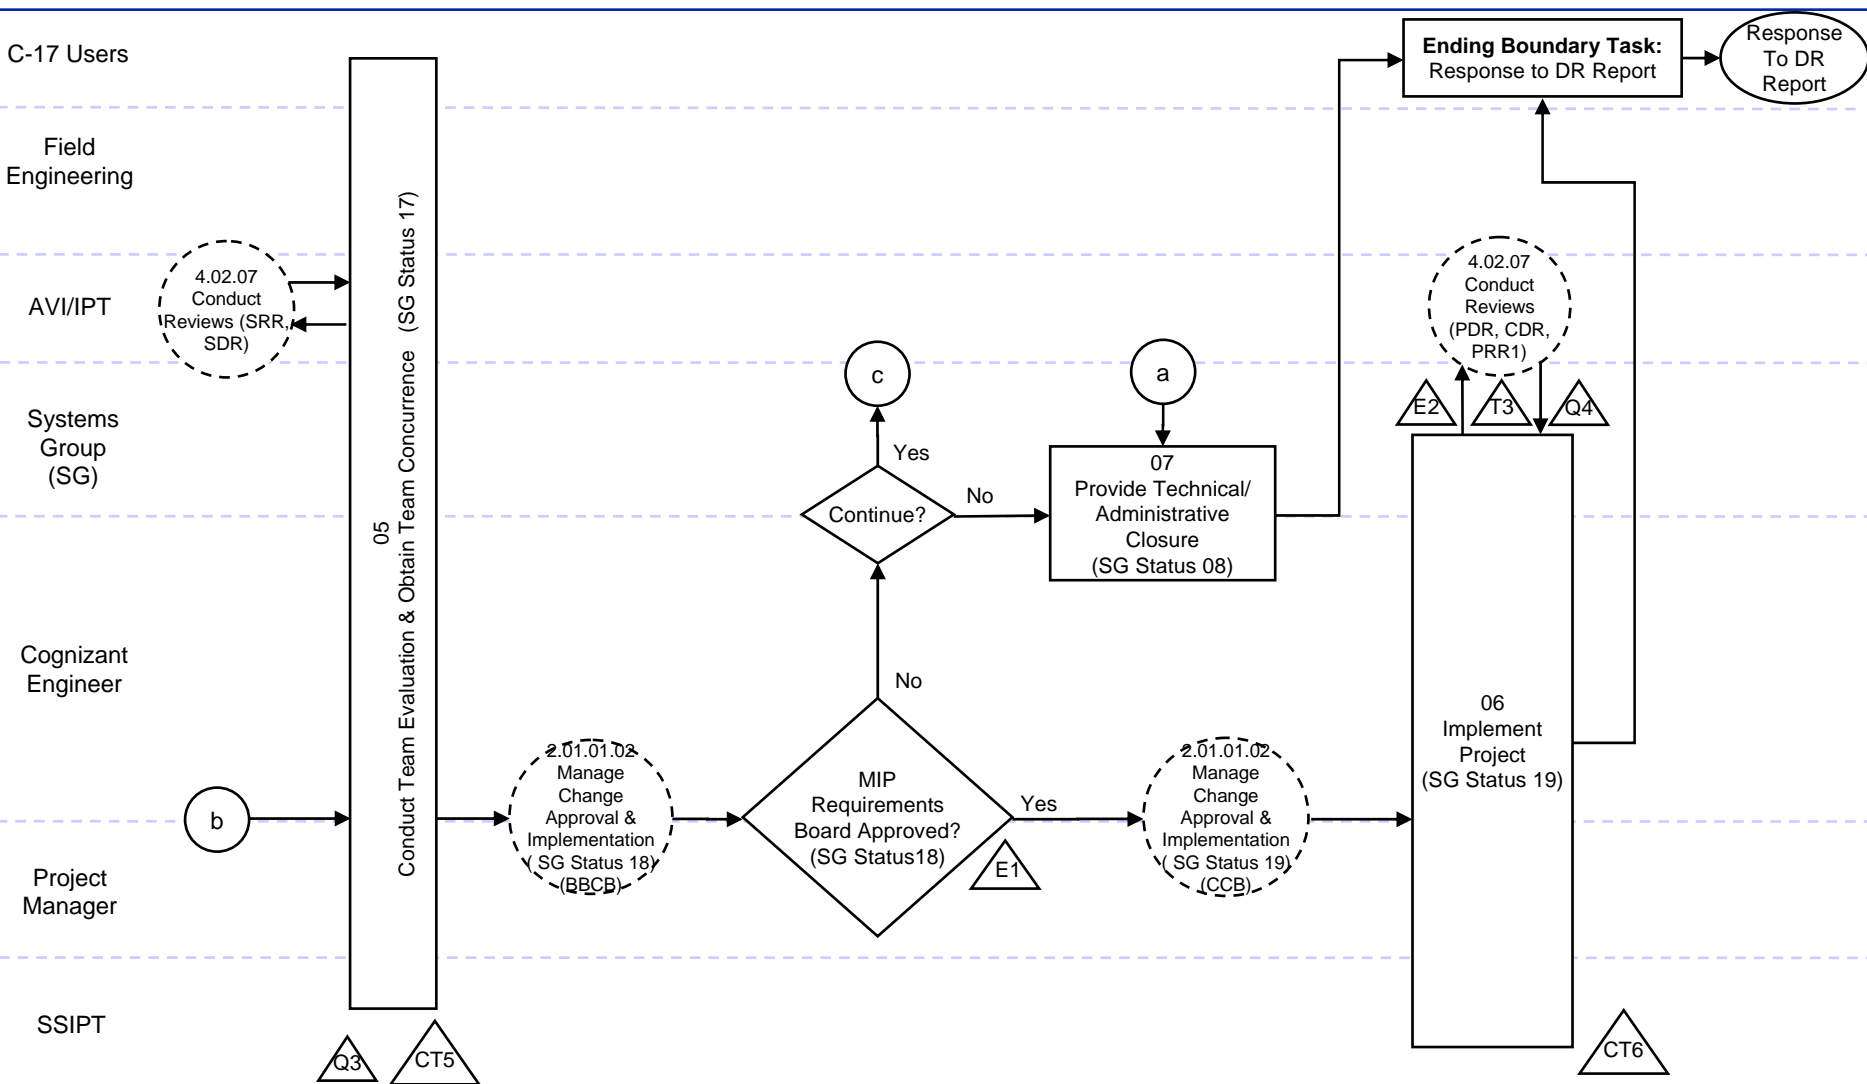 C-17 Users
Field
Engineering
AVI/IPT
Systems
Group
(SG)
Cognizant
Engineer
Project
Manager
SSIPT
4.02.07
Conduct
Reviews (SRR,
SDR)
b
05
Conduct Team Evaluation & Obtain Team Concurrence (SG Status 17)
Q3
CT5
2.01.01.02
Manage
Change
Approval &
Implementation
( SG Status 18)
(BBCB)
c
Yes
Continue?
No
No
MIP
Requirements
Board Approved?
(SG Status18)
Yes
E1
a
07
Provide Technical/
Administrative
Closure
(SG Status 08)
2.01.01.02
Manage
Change
Approval &
Implementation
( SG Status 19)
(CCB)
Ending Boundary Task:
Response to DR Report
Response
To DR
Report
4.02.07
Conduct
Reviews
(PDR, CDR,
PRR1)
E2
T3
Q4
06
Implement
Project
(SG Status 19)
CT6